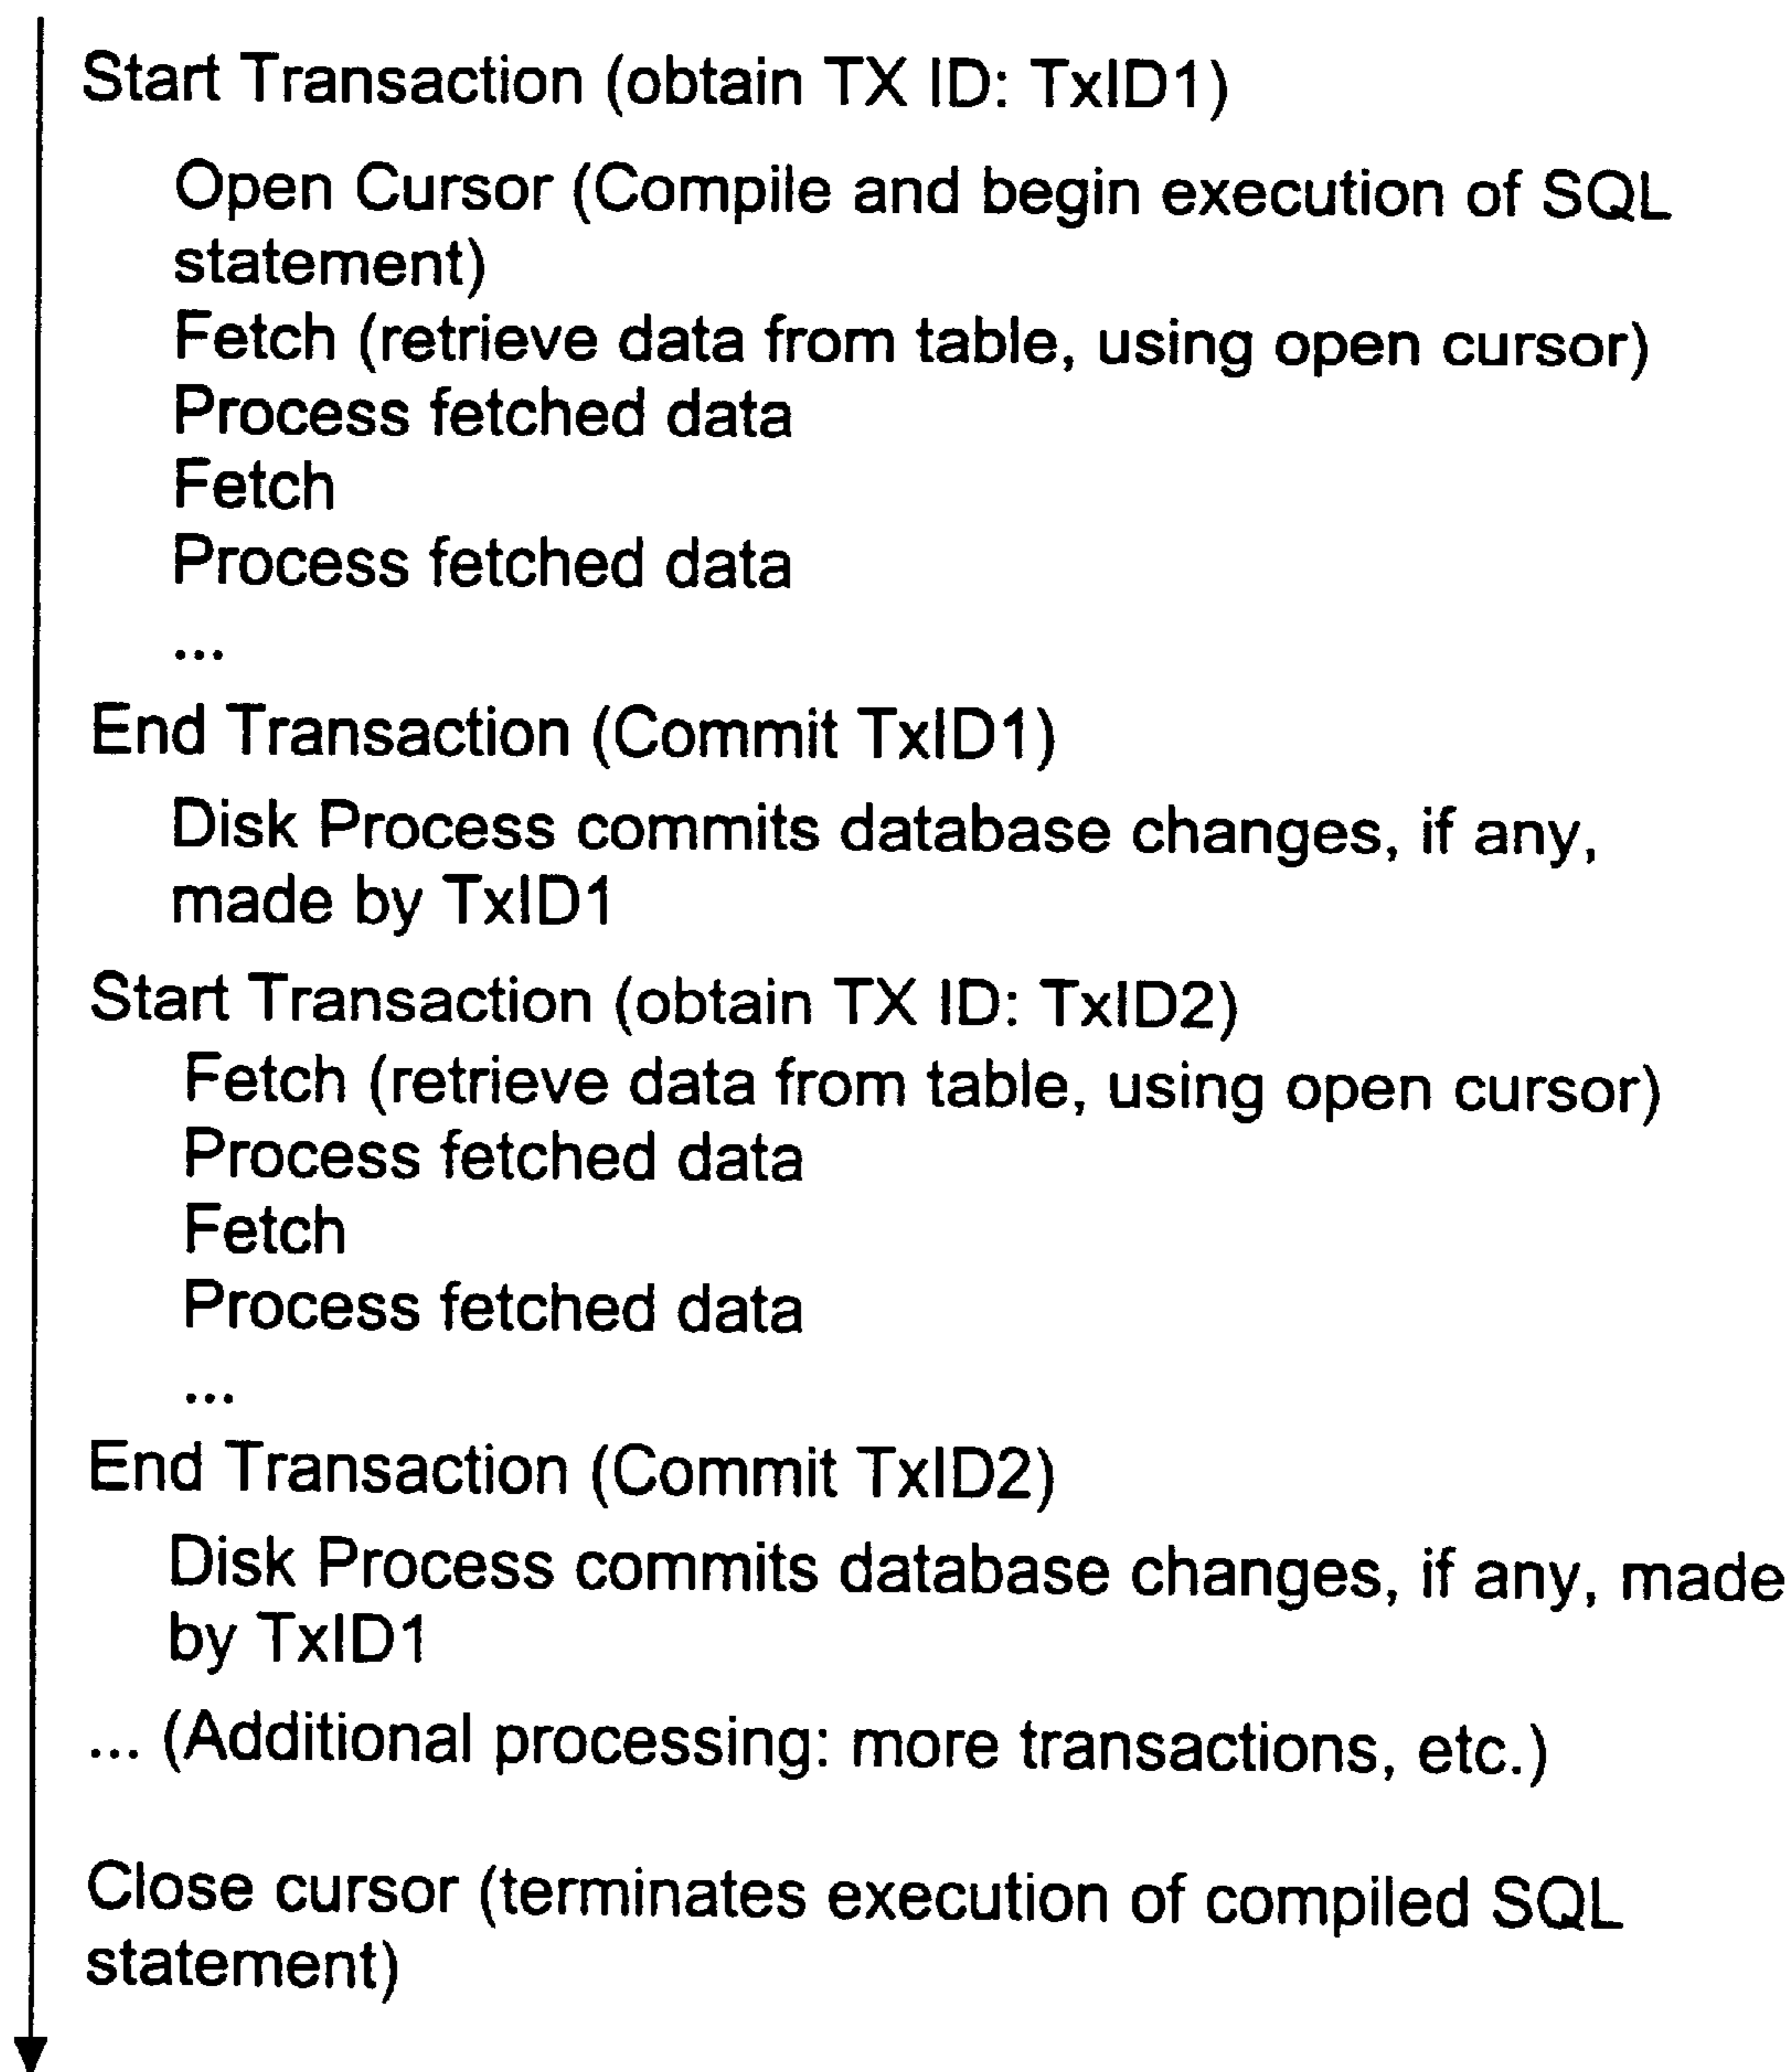 Start Transaction (obtain TX ID: TxID1)
Open Cursor (Compile and begin execution of SQL
statement)
Fetch (retrieve data from table, using open cursor)
Process fetched data
Fetch
Process fetched data
...
End Transaction (Commit TxID1)
Disk Process commits database changes, if any,
made by TxID1
Start Transaction (obtain TX ID: TxID2)
Fetch (retrieve data from table, using open cursor)
Process fetched data
Fetch
Process fetched data
...
End Transaction (Commit TxID2)
Disk Process commits database changes, if any, made
by TxID1
... (Additional processing: more transactions, etc.)
Close cursor (terminates execution of compiled SQL
statement)